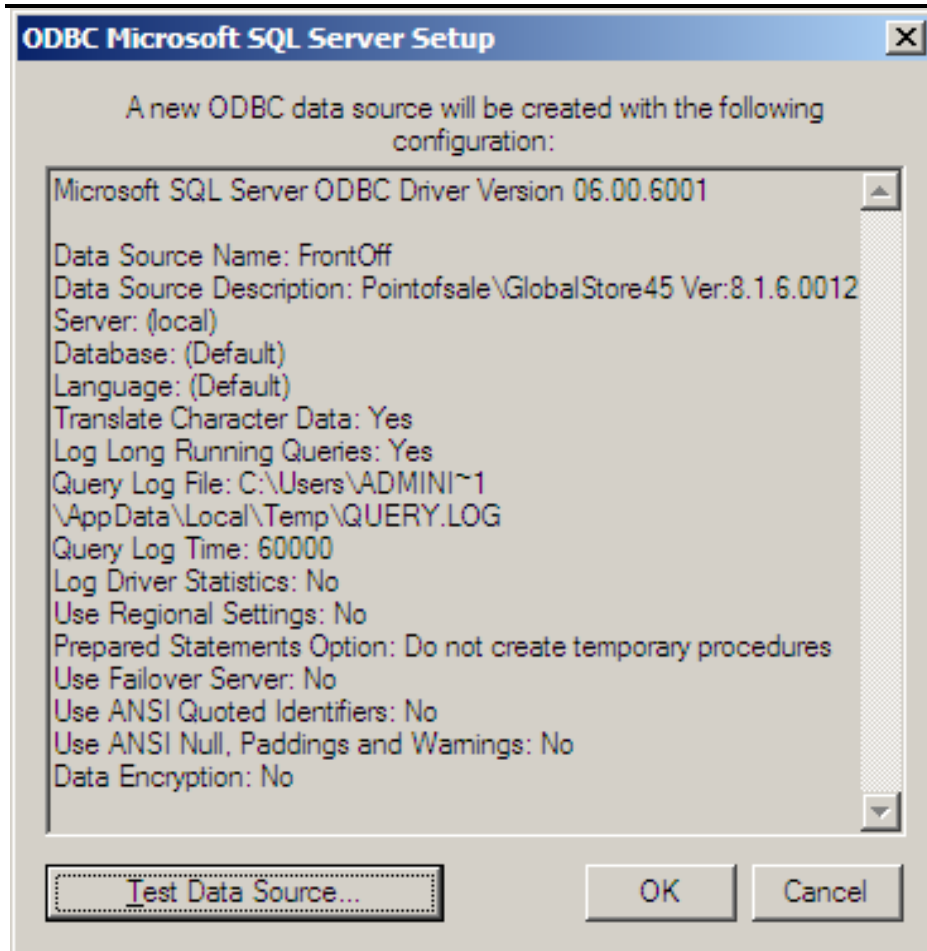 ODBC Microsoft SQL Server Setup
A new ODBC data source will be created with the following
configuration:
Microsoft SQL Server ODBC Driver Version 06.00.6001
Data Source Name: FrontOff
Data Source Description: Pointofsale\GlobalStore45 Ver:8.1.6.0012
Server: (local)
Database: (Default)
Language: (Default)
Translate Character Data: Yes
Log Long Running Queries: Yes
Query Log File: C:\Users\ADMINI~1
\AppData\Local\Temp\QUERY.LOG
Query Log Time: 60000
Log Driver Statistics: No
Use Regional Settings: No
Prepared Statements Option: Do not create temporary procedures
Use Failover Server: No
Use ANSI Quoted Identifiers: No
Use ANSI Null, Paddings and Warnings: No
Data Encryption: No
Test Data Source...
OK
Cancel